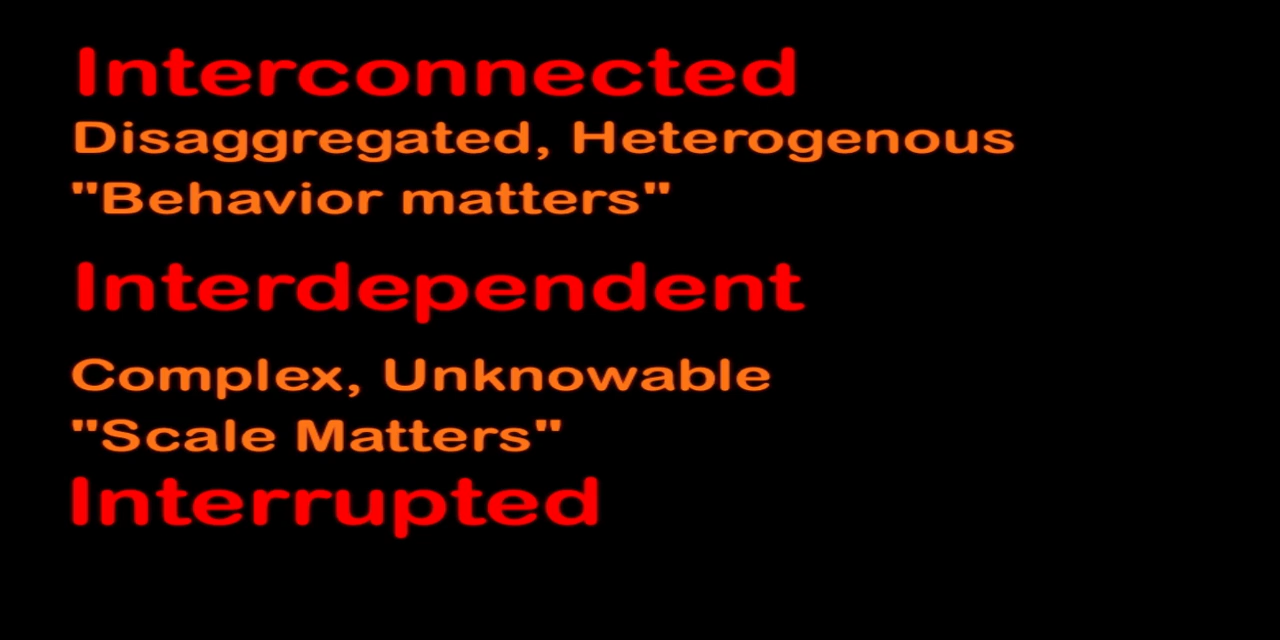 Interconnected
Disaggregated, Heterogenous
"Behavior matters"
Interdependent
Complex, Unknowable
"Scale Matters"
Interrupted